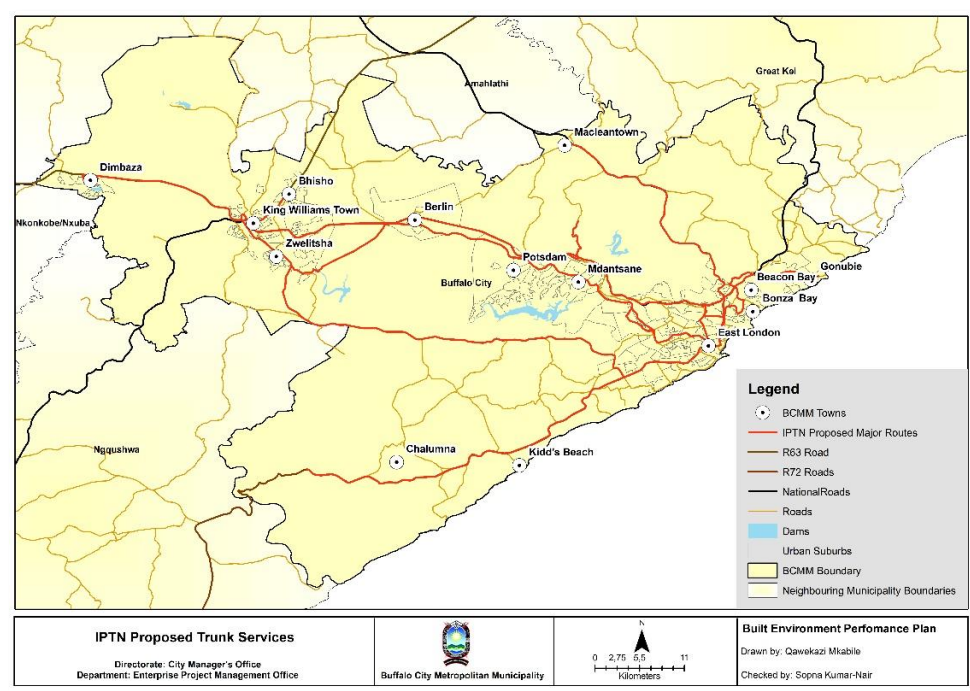 Great Kei
Amahlathi
Macleantown
Dimbaza
Bhisho
King Williams Town
Berlin
Nkonkobe/Nxuba
Zwelitsha
Potsdam
Mdantsane
Buffalo City
Gonubie
Beacon Bay
Bonza Bay
East London
Ngqushwa
Chalumna
Kidd's Beach
Legend
BCMM Towns
IPTN Proposed Major Routes
R63 Road
R72 Roads
NationalRoads
Roads
Dams
Urban Suburbs
BCMM Boundary
Neighbouring Municipality Boundaries
IPTN Proposed Trunk Services
Directorate: City Manager's Office
Department: Enterprise Project Management Office
Buffalo City Metropolitan Municipality
N
0 2,75 5,5 11
Kilometers
Built Environment Perfomance Plan
Drawn by: Qawekazi Mkabile
Checked by: Sopna Kumar-Nair